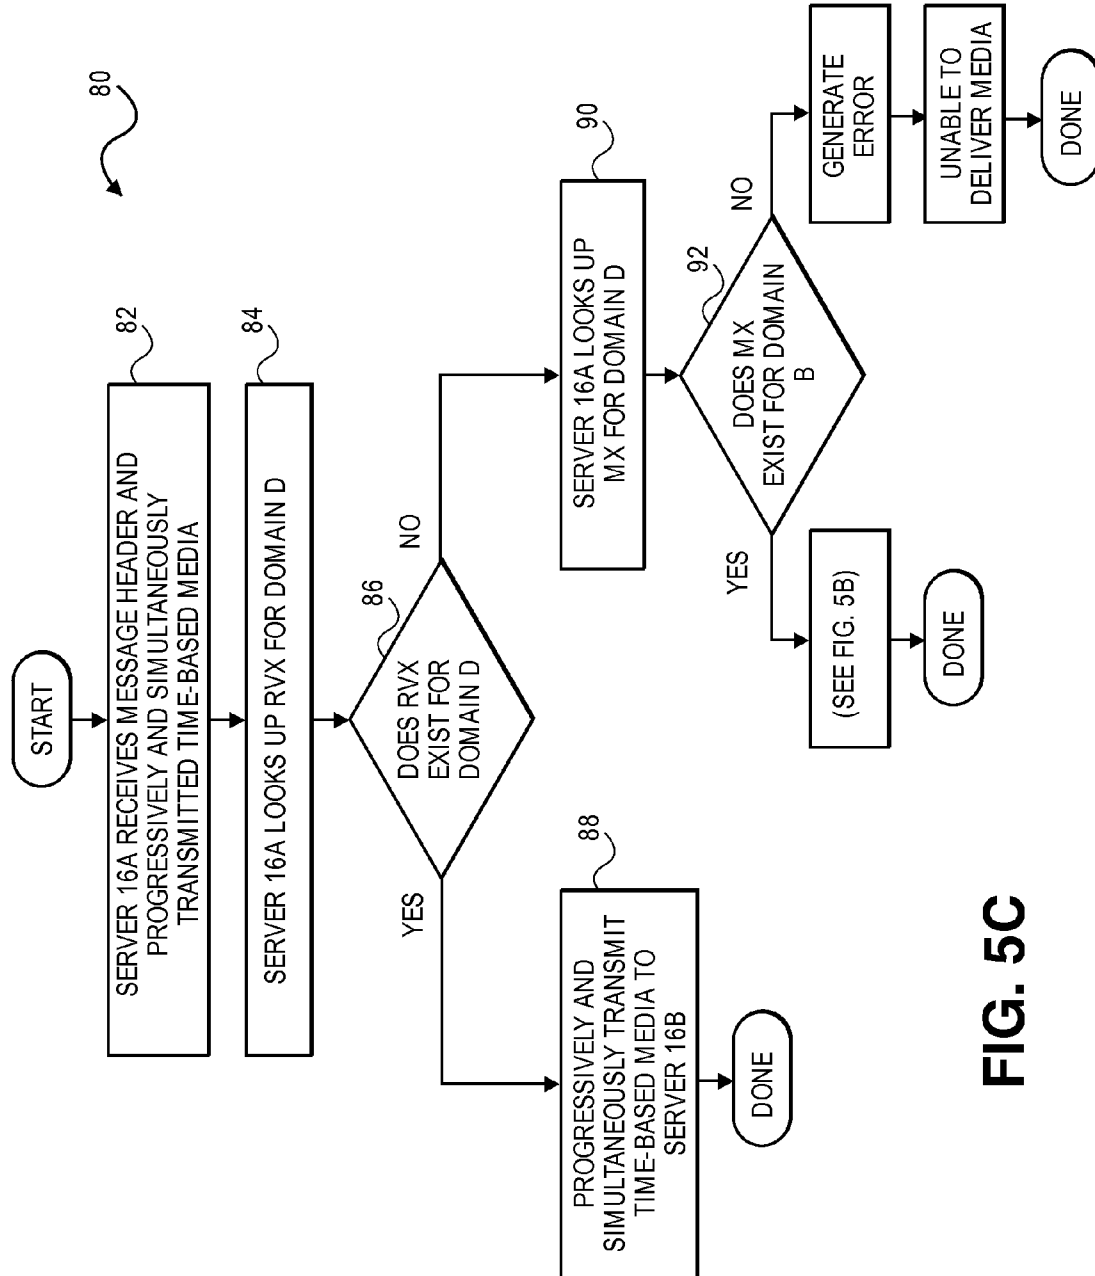 80
START
82
SERVER 16A RECEIVES MESSAGE HEADER AND
PROGRESSIVELY AND SIMULTANEOUSLY
TRANSMITTED TIME-BASED MEDIA
84
SERVER 16A LOOKS UP RVX FOR DOMAIN D
86
DOES RVX
EXIST FOR
DOMAIN D
YES
NO
88
PROGRESSIVELY AND
SIMULTANEOUSLY TRANSMIT
TIME-BASED MEDIA TO
SERVER 16B
DONE
90
SERVER 16A LOOKS UP
MX FOR DOMAIN D
92
DOES MX
EXIST FOR DOMAIN
B
YES
NO
(SEE FIG. 5B)
DONE
GENERATE
ERROR
UNABLE TO
DELIVER MEDIA
DONE
FIG. 5C